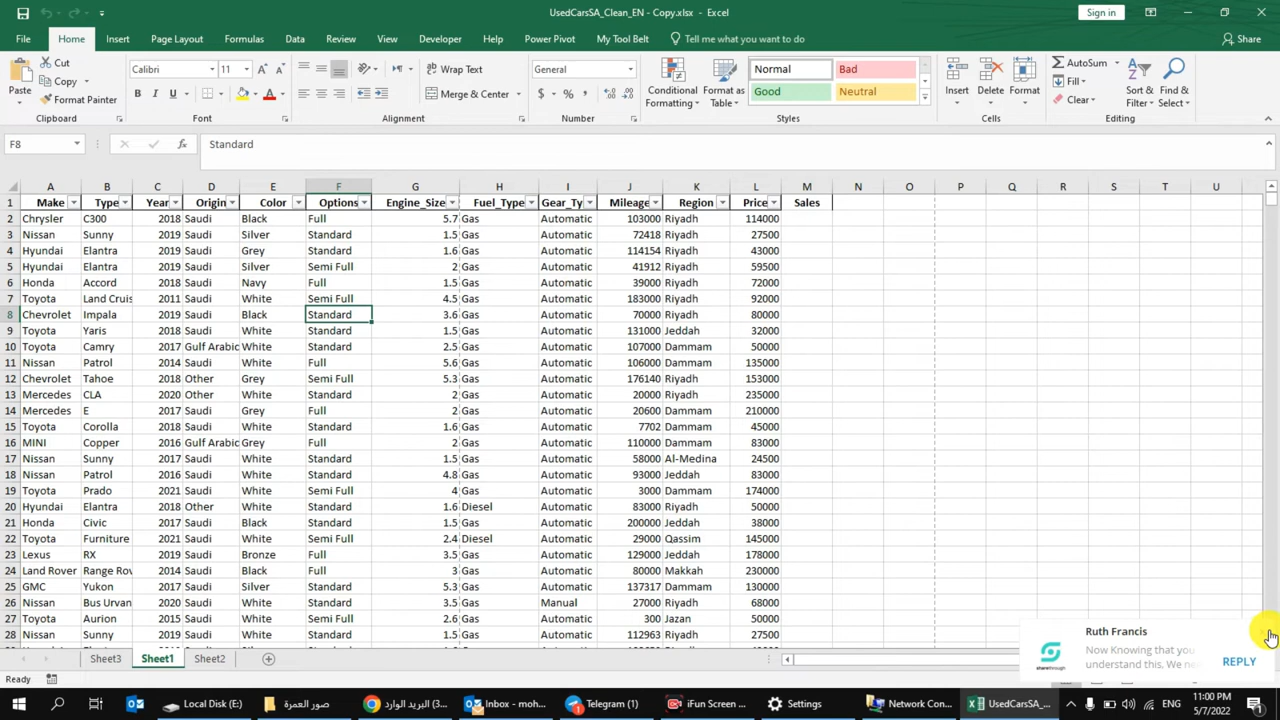 UsedCarsSA_Clean_EN - Copy.xlsx - Excel
Sign in
File Home Insert Page Layout Formulas Data Review View Developer Help Power Pivot My Tool Belt Tell me what you want to do Share
Paste
Cut
Copy
Format Painter
Clipboard
Calibri 11
B I U
Font
Wrap Text
Merge & Center
Alignment
General
$ % ,
Number
Conditional Formatting
Format as Table
Normal Bad
Good Neutral
Styles
Insert Delete Format
Cells
AutoSum
Fill
Clear
Sort & Filter
Find & Select
Editing
F8 fx Standard
A B C D E F G H I J K L M N O P Q R S T U
1 Make Type Year Origin Color Options Engine_Size Fuel_Type Gear_Ty Mileage Region Price Sales
2 Chrysler C300 2018 Saudi Black Full 5.7 Gas Automatic 103000 Riyadh 114000
3 Nissan Sunny 2019 Saudi Silver Standard 1.5 Gas Automatic 72418 Riyadh 27500
4 Hyundai Elantra 2019 Saudi Grey Standard 1.6 Gas Automatic 114154 Riyadh 43000
5 Hyundai Elantra 2019 Saudi Silver Semi Full 2 Gas Automatic 41912 Riyadh 59500
6 Honda Accord 2018 Saudi Navy Full 1.5 Gas Automatic 39000 Riyadh 72000
7 Toyota Land Cruis 2011 Saudi White Semi Full 4.5 Gas Automatic 183000 Riyadh 92000
8 Chevrolet Impala 2019 Saudi Black Standard 3.6 Gas Automatic 70000 Riyadh 80000
9 Toyota Yaris 2018 Saudi White Standard 1.5 Gas Automatic 131000 Jeddah 32000
10 Toyota Camry 2017 Gulf Arabic White Standard 2.5 Gas Automatic 107000 Dammam 50000
11 Nissan Patrol 2014 Saudi White Full 5.6 Gas Automatic 106000 Dammam 135000
12 Chevrolet Tahoe 2018 Other Grey Semi Full 5.3 Gas Automatic 176140 Riyadh 153000
13 Mercedes CLA 2020 Other White Standard 2 Gas Automatic 20000 Riyadh 235000
14 Mercedes E 2017 Saudi Grey Full 2 Gas Automatic 20600 Dammam 210000
15 Toyota Corolla 2018 Saudi White Standard 1.6 Gas Automatic 7702 Dammam 45000
16 MINI Copper 2016 Gulf Arabic Grey Full 2 Gas Automatic 110000 Dammam 83000
17 Nissan Sunny 2017 Saudi White Standard 1.5 Gas Automatic 58000 Al-Medina 24500
18 Nissan Patrol 2016 Saudi White Standard 4.8 Gas Automatic 93000 Jeddah 83000
19 Toyota Prado 2021 Saudi White Semi Full 4 Gas Automatic 3000 Dammam 174000
20 Hyundai Elantra 2018 Other White Standard 1.6 Diesel Automatic 83000 Riyadh 50000
21 Honda Civic 2017 Saudi Black Standard 1.5 Gas Automatic 200000 Jeddah 38000
22 Toyota Furniture 2021 Saudi White Semi Full 2.4 Diesel Automatic 29000 Qassim 145000
23 Lexus RX 2019 Saudi Bronze Full 3.5 Gas Automatic 129000 Jeddah 178000
24 Land Rover Range Rov 2014 Saudi Black Full 3 Gas Automatic 80000 Makkah 230000
25 GMC Yukon 2017 Saudi Silver Standard 5.3 Gas Automatic 137317 Dammam 130000
26 Nissan Bus Urvan 2020 Saudi White Standard 3.5 Gas Manual 27000 Riyadh 68000
27 Toyota Aurion 2015 Saudi White Semi Full 2.6 Gas Automatic 300 Jazan 50000
28 Nissan Sunny 2019 Saudi White Standard 1.5 Gas Automatic 112963 Riyadh 27500
Ruth Francis
Now Knowing that you
understand this, We ne
REPLY
sharethrough
Sheet3 Sheet1 Sheet2
Ready
Local Disk (E:) صور العمرة البريد الوارد (3) Inbox - moh... Telegram (1) iFun Screen ... Settings Network Con... UsedCarsSA_...
11:00 PM
5/7/2022